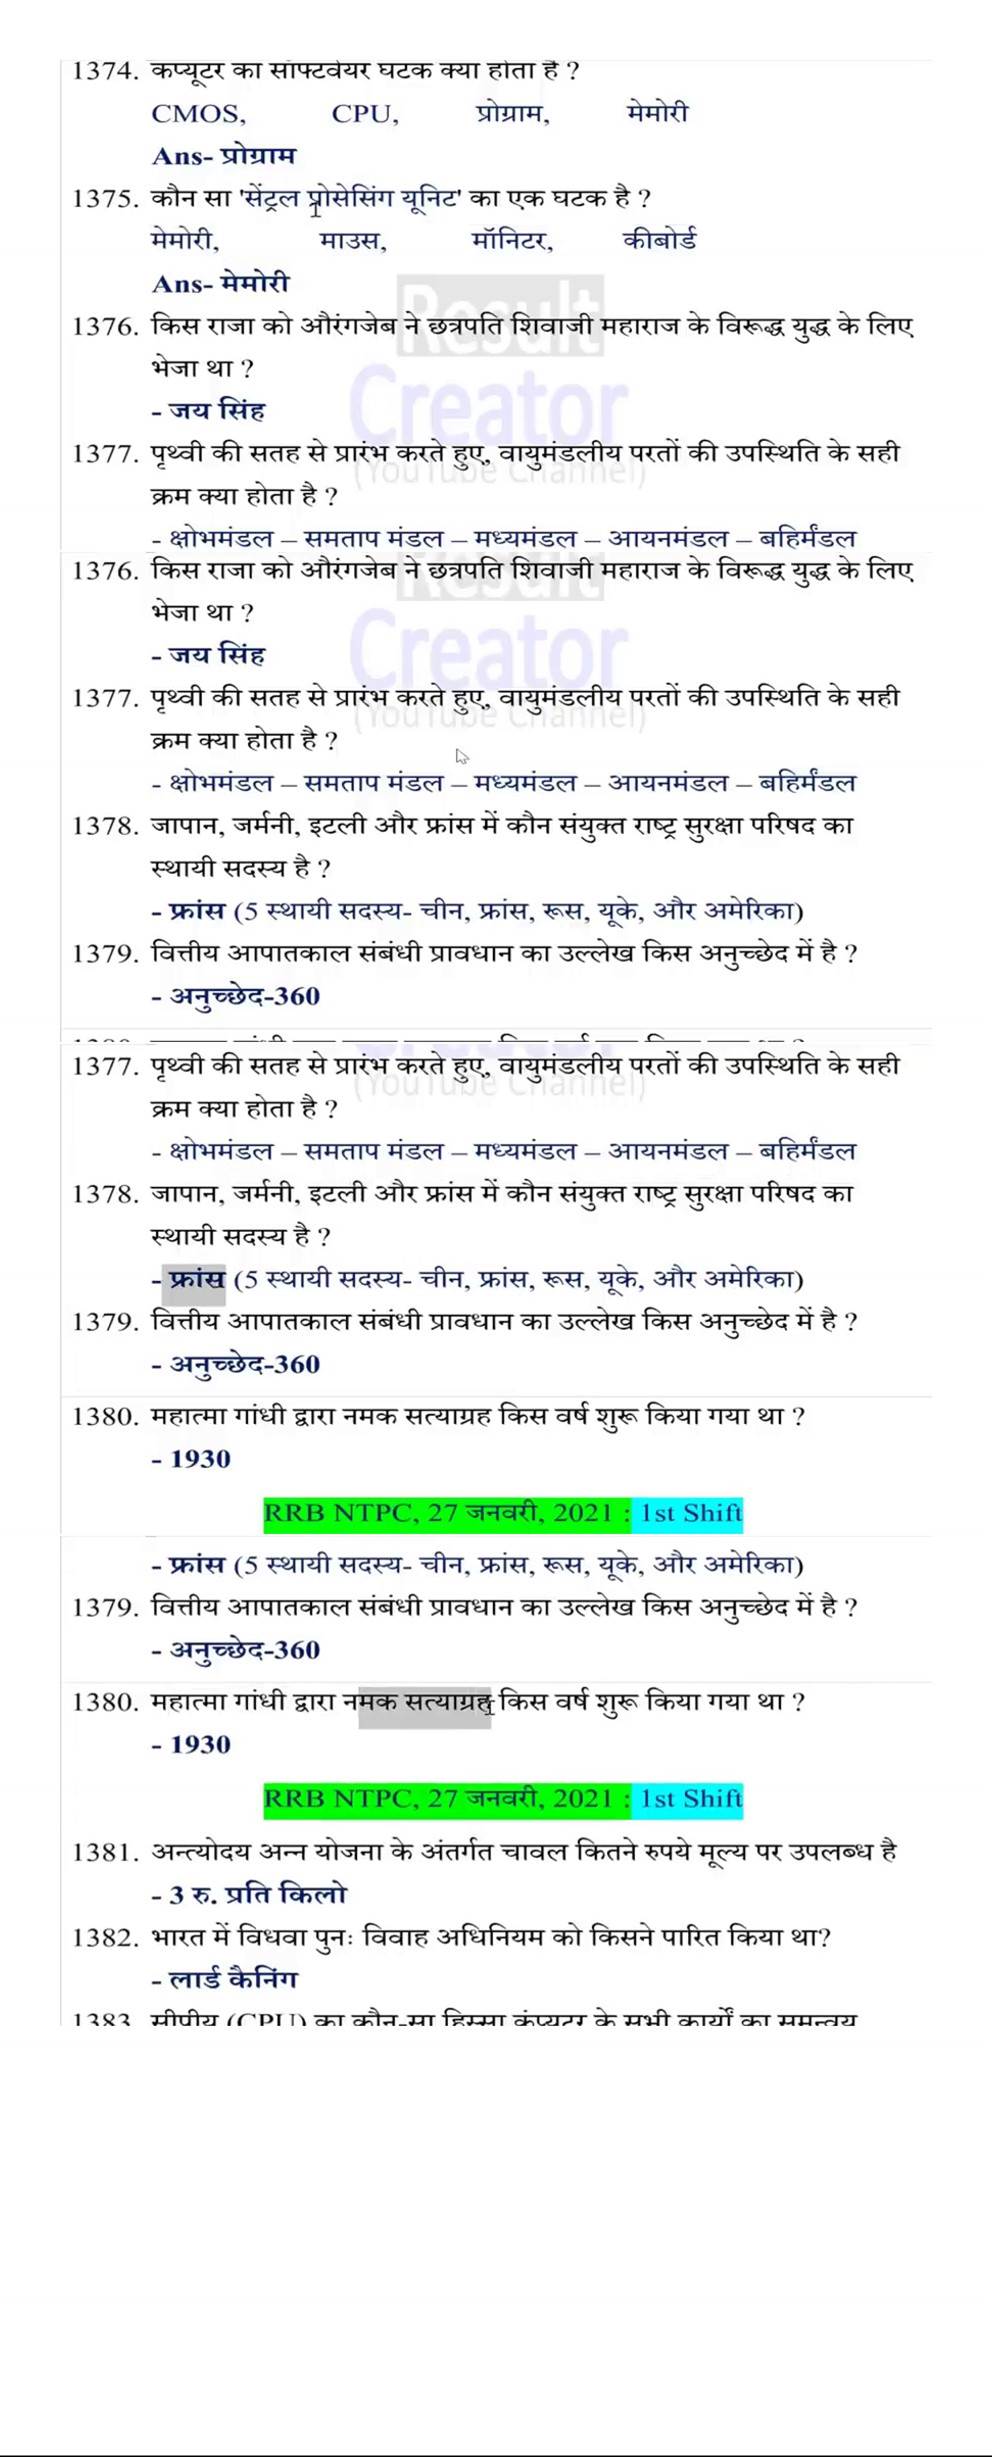 1374. कंप्यूटर का सॉफ्टवेयर घटक क्या होता है ?
CMOS, CPU, प्रोग्राम, मेमोरी
Ans- प्रोग्राम
1375. कौन सा 'सेंट्रल प्रोसेसिंग यूनिट' का एक घटक है ?
मेमोरी, माउस, मॉनिटर, कीबोर्ड
Ans- मेमोरी
Result
1376. किस राजा को औरंगजेब ने छत्रपति शिवाजी महाराज के विरूद्ध युद्ध के लिए
भेजा था ?
Creator
- जय सिंह
1377. पृथ्वी की सतह से प्रारंभ करते हुए, वायुमंडलीय परतों की उपस्थिति के सही
(YouTube Channel)
क्रम क्या होता है ?
- क्षोभमंडल – समताप मंडल – मध्यमंडल – आयनमंडल – बहिर्मंडल
1376. किस राजा को औरंगजेब ने छत्रपति शिवाजी महाराज के विरूद्ध युद्ध के लिए
Result
भेजा था ?
Creator
- जय सिंह
1377. पृथ्वी की सतह से प्रारंभ करते हुए, वायुमंडलीय परतों की उपस्थिति के सही
(YouTube Channel)
क्रम क्या होता है ?
- क्षोभमंडल – समताप मंडल – मध्यमंडल – आयनमंडल – बहिर्मंडल
1378. जापान, जर्मनी, इटली और फ्रांस में कौन संयुक्त राष्ट्र सुरक्षा परिषद का
स्थायी सदस्य है ?
- फ्रांस (5 स्थायी सदस्य- चीन, फ्रांस, रूस, यूके, और अमेरिका)
1379. वित्तीय आपातकाल संबंधी प्रावधान का उल्लेख किस अनुच्छेद में है ?
- अनुच्छेद-360
1377. पृथ्वी की सतह से प्रारंभ करते हुए, वायुमंडलीय परतों की उपस्थिति के सही
(YouTube Channel)
क्रम क्या होता है ?
- क्षोभमंडल – समताप मंडल – मध्यमंडल – आयनमंडल – बहिर्मंडल
1378. जापान, जर्मनी, इटली और फ्रांस में कौन संयुक्त राष्ट्र सुरक्षा परिषद का
स्थायी सदस्य है ?
- फ्रांस (5 स्थायी सदस्य- चीन, फ्रांस, रूस, यूके, और अमेरिका)
1379. वित्तीय आपातकाल संबंधी प्रावधान का उल्लेख किस अनुच्छेद में है ?
- अनुच्छेद-360
1380. महात्मा गांधी द्वारा नमक सत्याग्रह किस वर्ष शुरू किया गया था ?
- 1930
RRB NTPC, 27 जनवरी, 2021 : 1st Shift
- फ्रांस (5 स्थायी सदस्य- चीन, फ्रांस, रूस, यूके, और अमेरिका)
1379. वित्तीय आपातकाल संबंधी प्रावधान का उल्लेख किस अनुच्छेद में है ?
- अनुच्छेद-360
1380. महात्मा गांधी द्वारा नमक सत्याग्रह किस वर्ष शुरू किया गया था ?
- 1930
RRB NTPC, 27 जनवरी, 2021 : 1st Shift
1381. अन्त्योदय अन्न योजना के अंतर्गत चावल कितने रुपये मूल्य पर उपलब्ध है
- 3 रु. प्रति किलो
1382. भारत में विधवा पुनः विवाह अधिनियम को किसने पारित किया था?
- लार्ड कैनिंग
1383. सीपीयू (CPU) का कौन-सा हिस्सा कंप्यूटर के सभी कार्यों का समन्वय